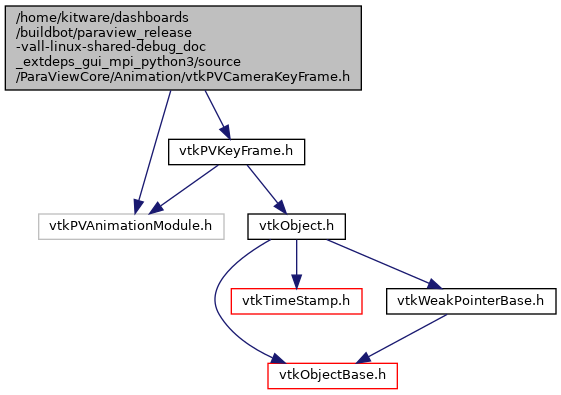 /home/kitware/dashboards
/buildbot/paraview_release
-vall-linux-shared-debug_doc
_extdeps_gui_mpi_python3/source
/ParaViewCore/Animation/vtkPVCameraKeyFrame.h
vtkPVKeyFrame.h
vtkPVAnimationModule.h
vtkObject.h
vtkTimeStamp.h
vtkWeakPointerBase.h
vtkObjectBase.h